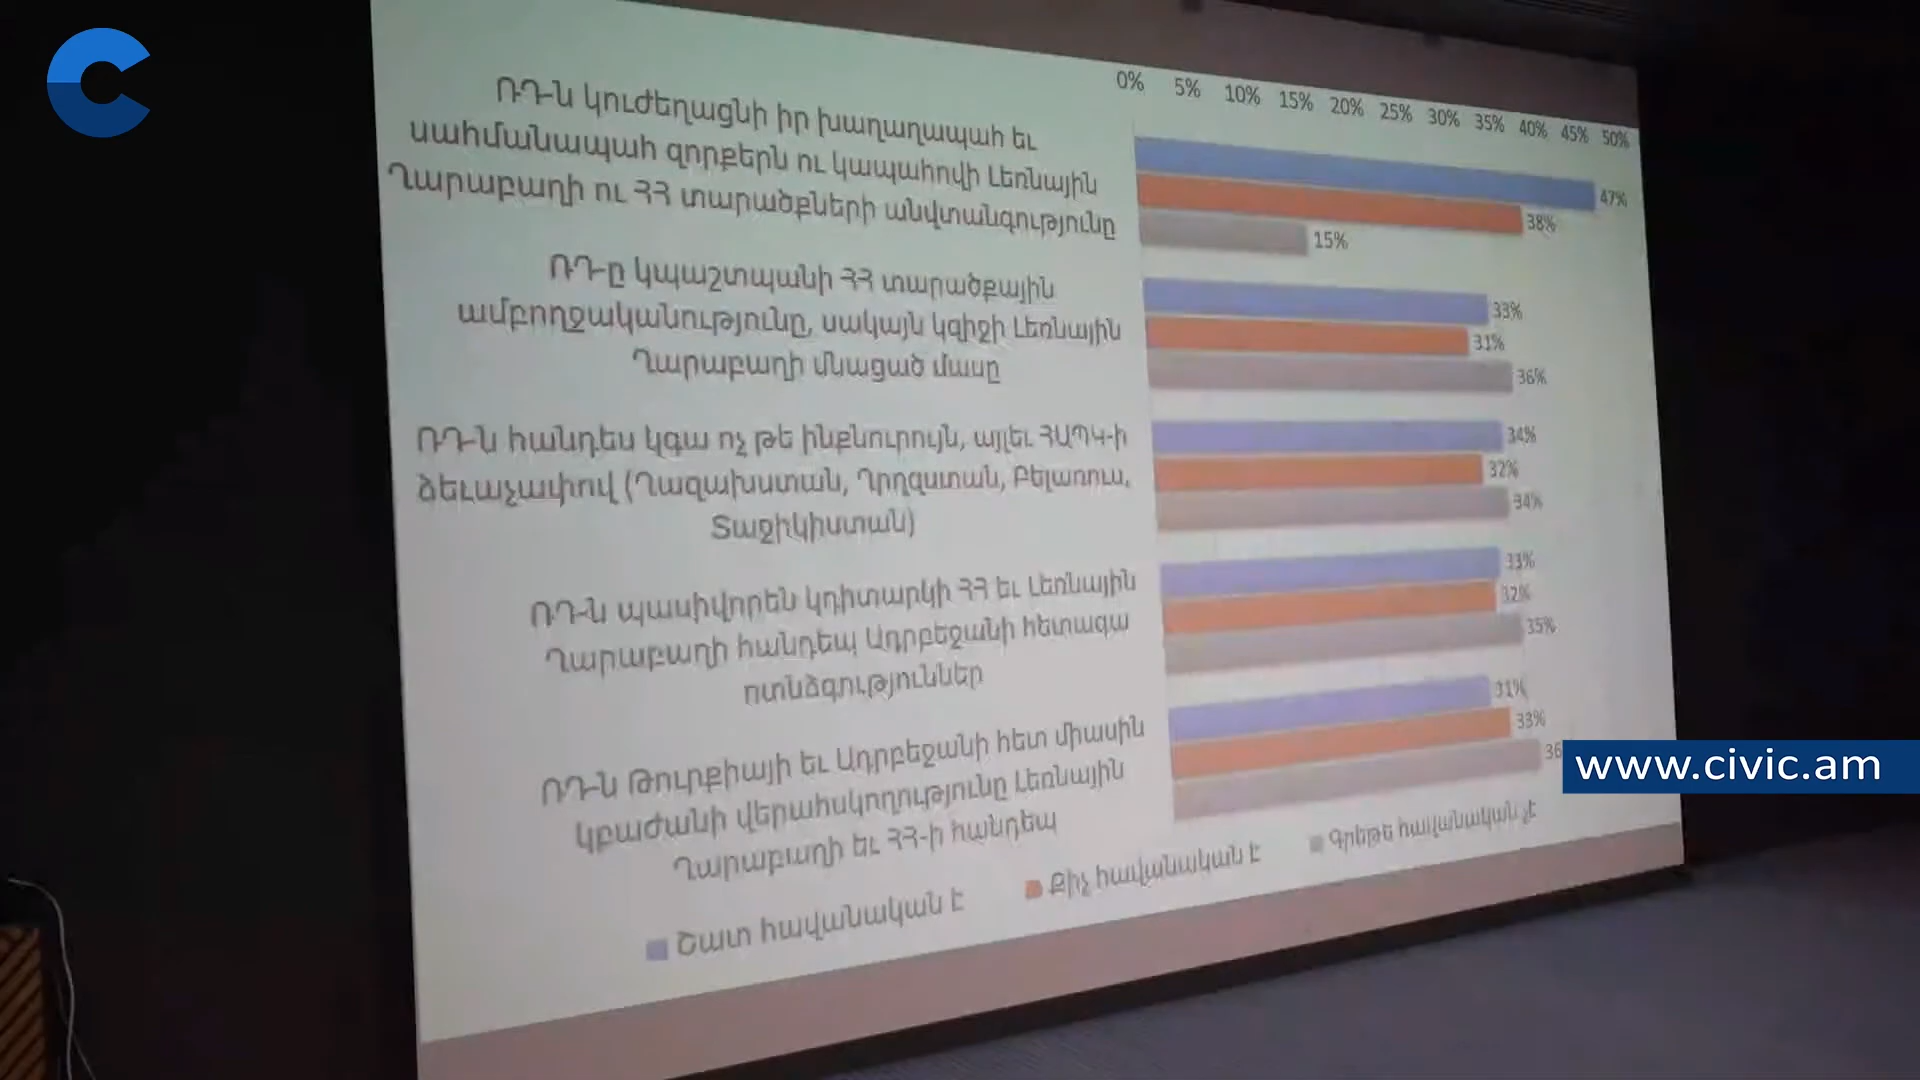 0% 5% 10% 15% 20% 25% 30% 35% 40% 45% 50%
ՌԴ-ն կուժեղացնի իր խաղաղապահ եւ
սահմանապահ զորքերն ու կապահովի Լեռնային
Ղարաբաղի ու ՀՀ տարածքների անվտանգությունը
47%
38%
15%
ՌԴ-ը կպաշտպանի ՀՀ տարածքային
ամբողջականությունը, սակայն կզիջի Լեռնային
Ղարաբաղի մնացած մասը
33%
31%
36%
ՌԴ-ն հանդես կգա ոչ թե ինքնուրույն, այլեւ ՀԱՊԿ-ի
ձեւաչափով (Ղազախստան, Ղրղզստան, Բելառուս,
Տաջիկիստան)
34%
32%
34%
ՌԴ-ն պասիվորեն կդիտարկի ՀՀ եւ Լեռնային
Ղարաբաղի հանդեպ Ադրբեջանի հետագա
ոտնձգություններ
33%
32%
35%
ՌԴ-ն Թուրքիայի եւ Ադրբեջանի հետ միասին
կբաժանի վերահսկողությունը Լեռնային
Ղարաբաղի եւ ՀՀ-ի հանդեպ
31%
33%
36
Շատ հավանական է
Քիչ հավանական է
Գրեթե հավանական չէ
www.civic.am